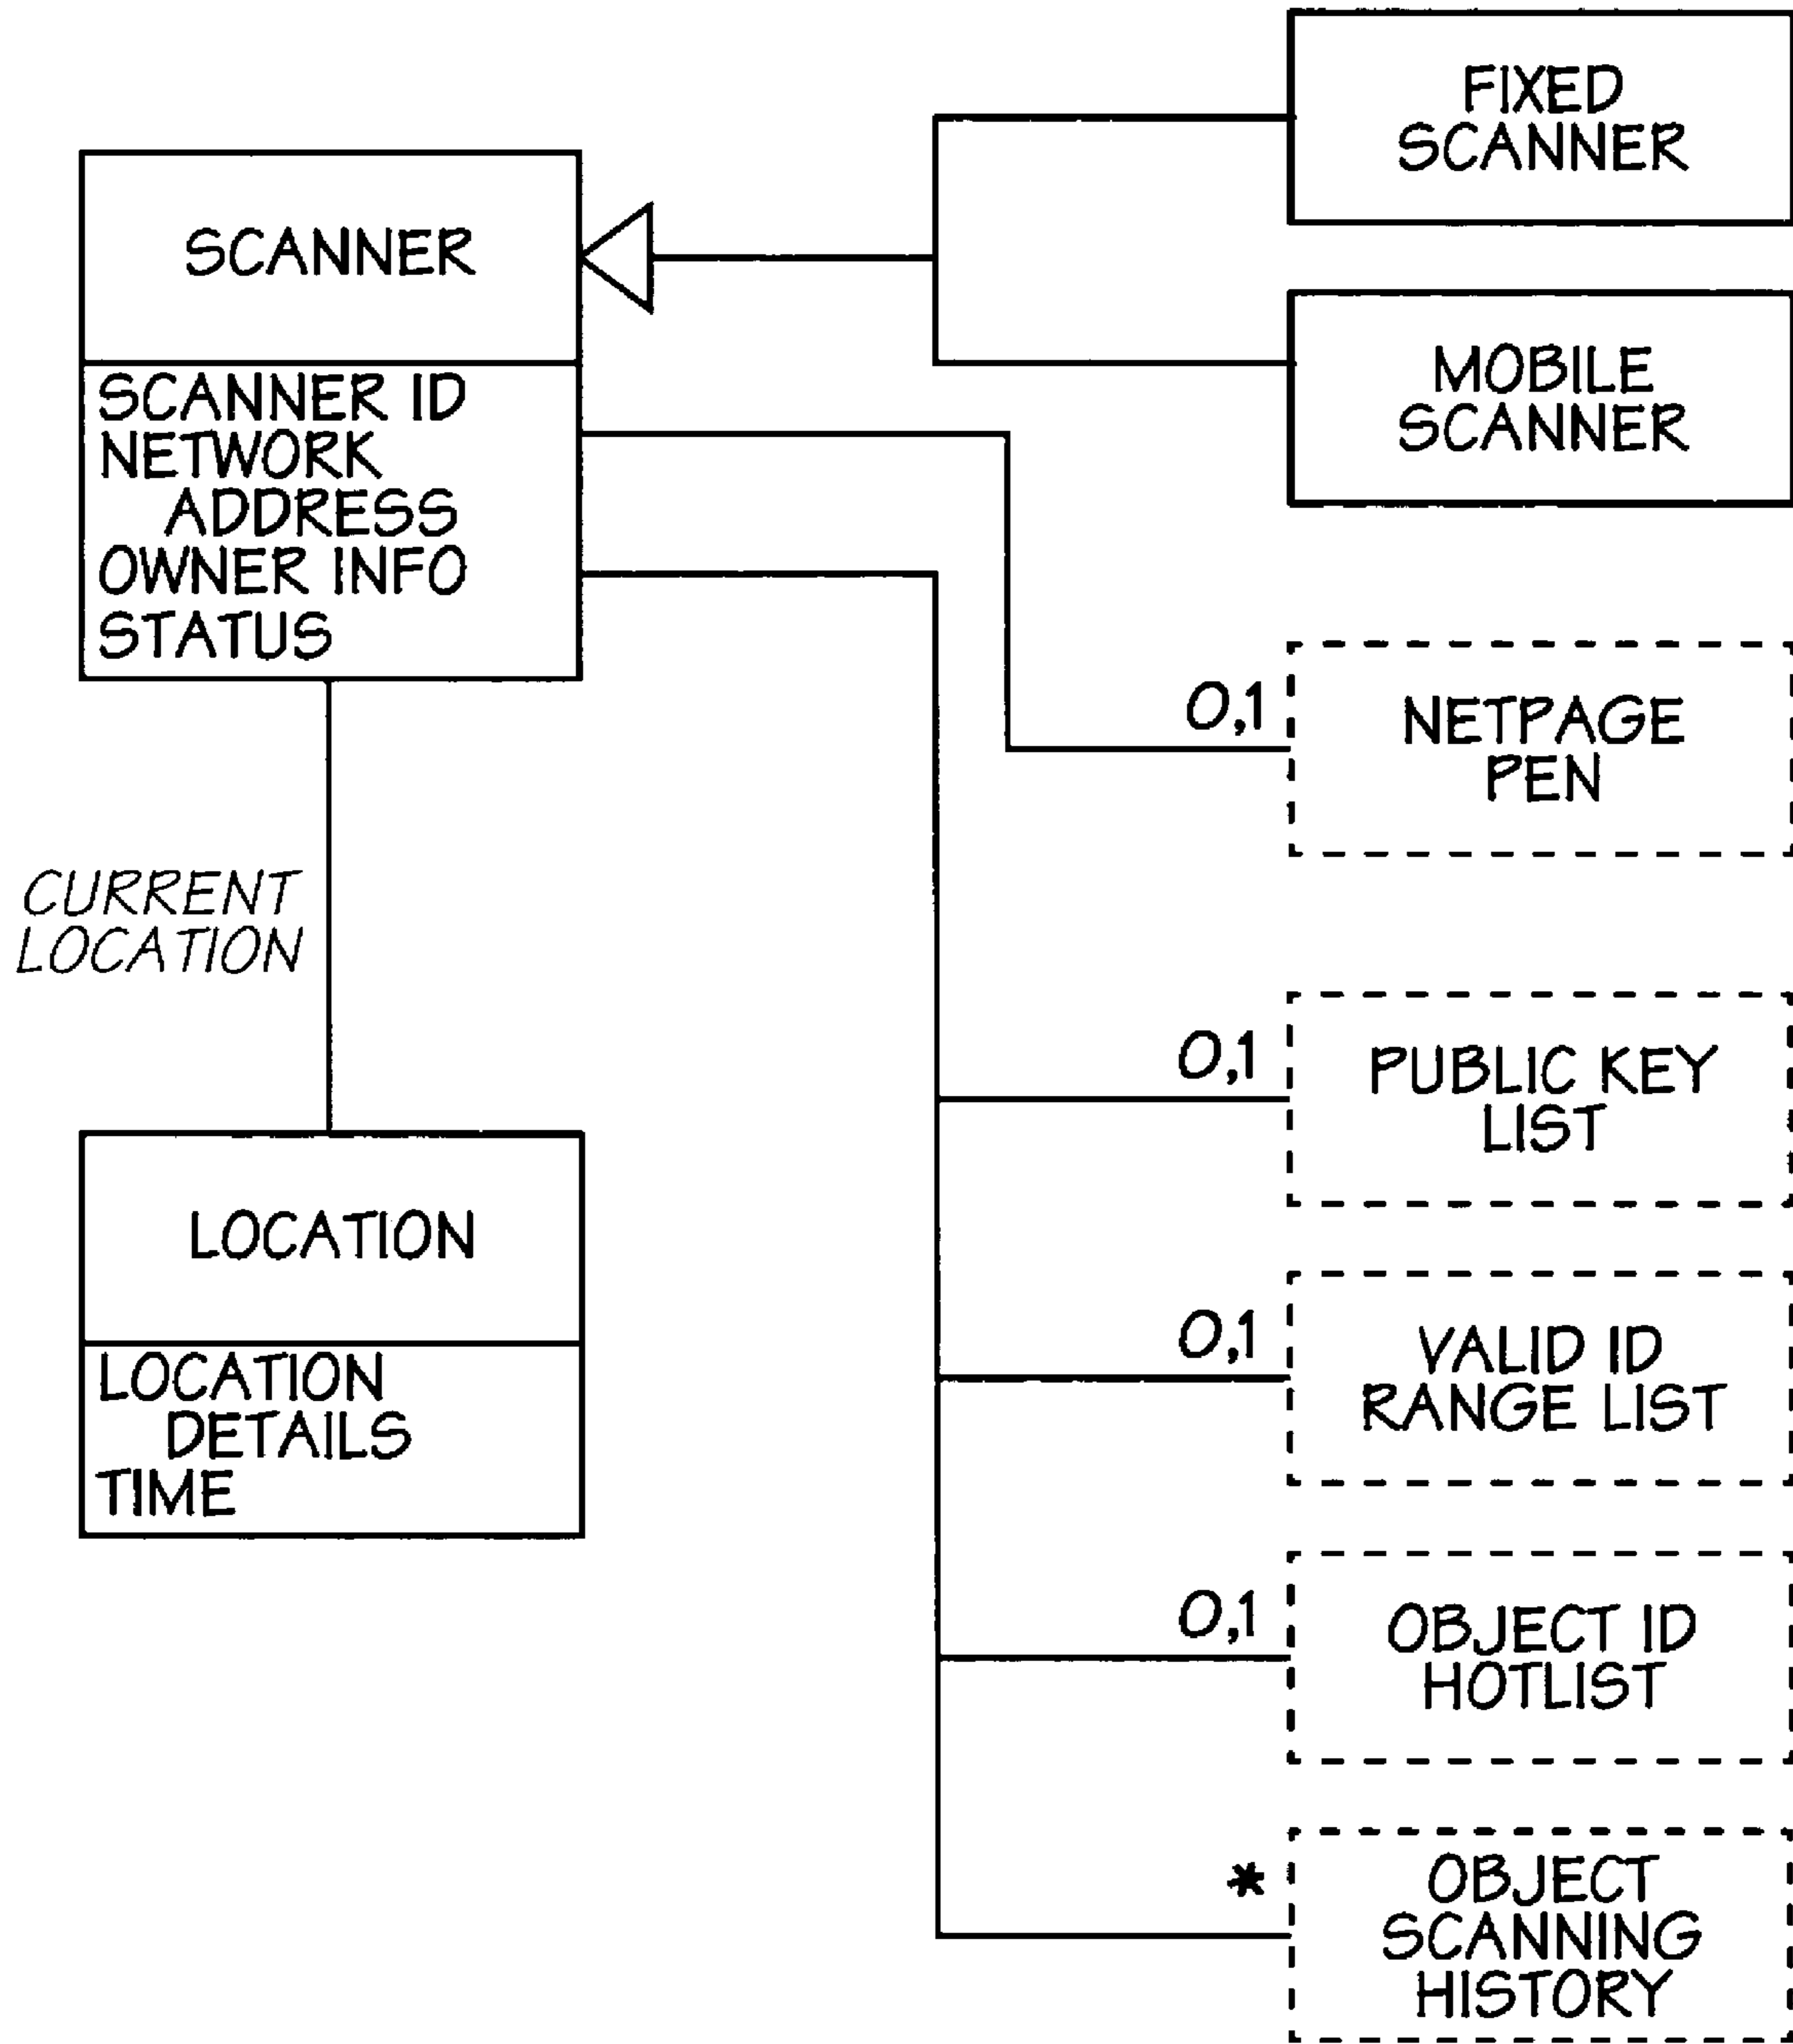 FIXED
SCANNER
SCANNER
MOBILE
SCANNER
SCANNER ID
NETWORK
ADDRESS
OWNER INFO
STATUS
0,1
NETPAGE
PEN
CURRENT
LOCATION
0,1
PUBLIC KEY
LIST
LOCATION
0,1
VALID ID
RANGE LIST
LOCATION
DETAILS
TIME
0,1
OBJECT ID
HOTLIST
*
OBJECT
SCANNING
HISTORY